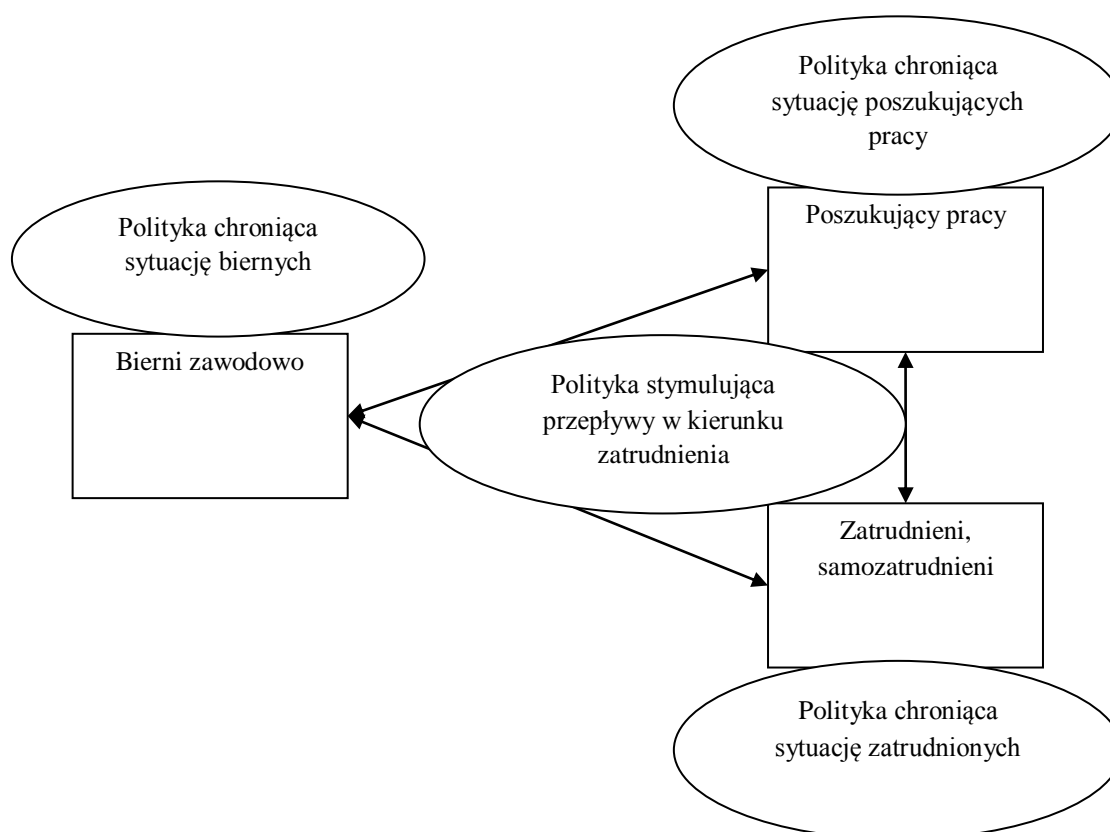 Polityka chroniąca
sytuację poszukujących
pracy
Poszukujący pracy
Polityka chroniąca
sytuację biernych
Bierni zawodowo
Polityka stymulująca
przepływy w kierunku
zatrudnienia
Zatrudnieni,
samozatrudnieni
Polityka chroniąca
sytuację zatrudnionych